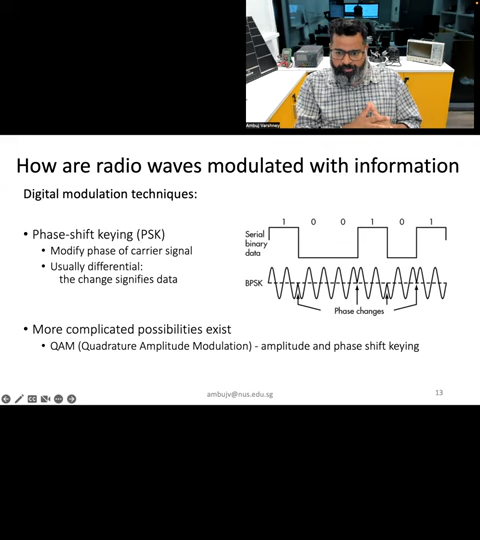 Ambuj Varshney
How are radio waves modulated with information
Digital modulation techniques:
• Phase-shift keying (PSK)
• Modify phase of carrier signal
• Usually differential:
the change signifies data
1 0 0 1 0 1
Serial
binary
data
BPSK
Phase changes
• More complicated possibilities exist
• QAM (Quadrature Amplitude Modulation) - amplitude and phase shift keying
ambujv@nus.edu.sg
13